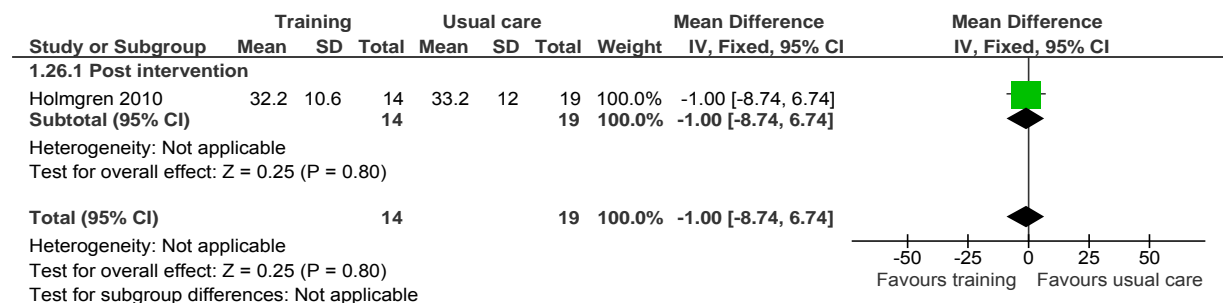 Training Usual care Mean Difference Mean Difference
Study or Subgroup Mean SD Total Mean SD Total Weight IV, Fixed, 95% CI IV, Fixed, 95% CI
1.26.1 Post intervention
Holmgren 2010 32.2 10.6 14 33.2 12 19 100.0% -1.00 [-8.74, 6.74]
Subtotal (95% CI) 14 19 100.0% -1.00 [-8.74, 6.74]
Heterogeneity: Not applicable
Test for overall effect: Z = 0.25 (P = 0.80)
Total (95% CI) 14 19 100.0% -1.00 [-8.74, 6.74]
Heterogeneity: Not applicable
Test for overall effect: Z = 0.25 (P = 0.80)
Test for subgroup differences: Not applicable
-50 -25 0 25 50
Favours training Favours usual care